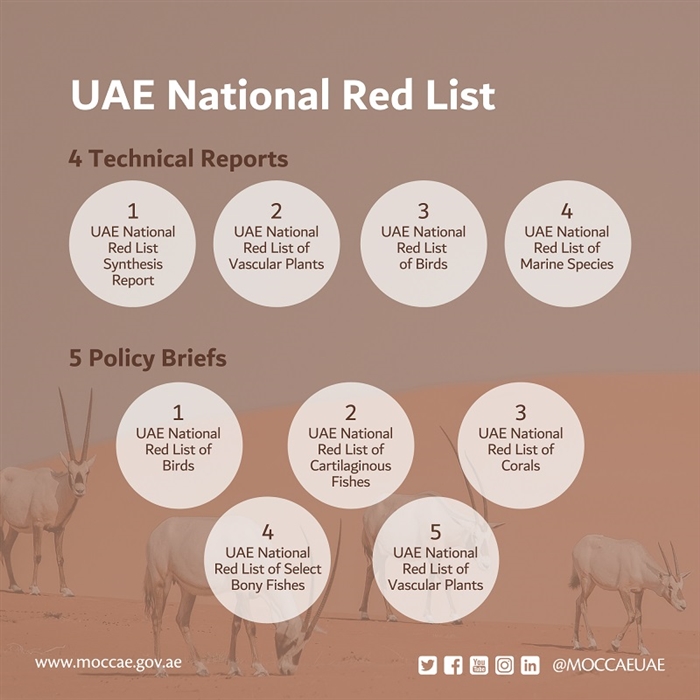 UAE National Red List
4 Technical Reports
1
UAE National
Red List
Synthesis
Report
2
UAE National
Red List of
Vascular Plants
3
UAE National
Red List
of Birds
4
UAE National
Red List of
Marine Species
5 Policy Briefs
1
UAE National
Red List of
Birds
2
UAE National
Red List of
Cartilaginous
Fishes
3
UAE National
Red List of
Corals
4
UAE National
Red List of Select
Bony Fishes
5
UAE National
Red List of
Vascular Plants
www.moccae.gov.ae
You Tube
@MOCCAEUAE